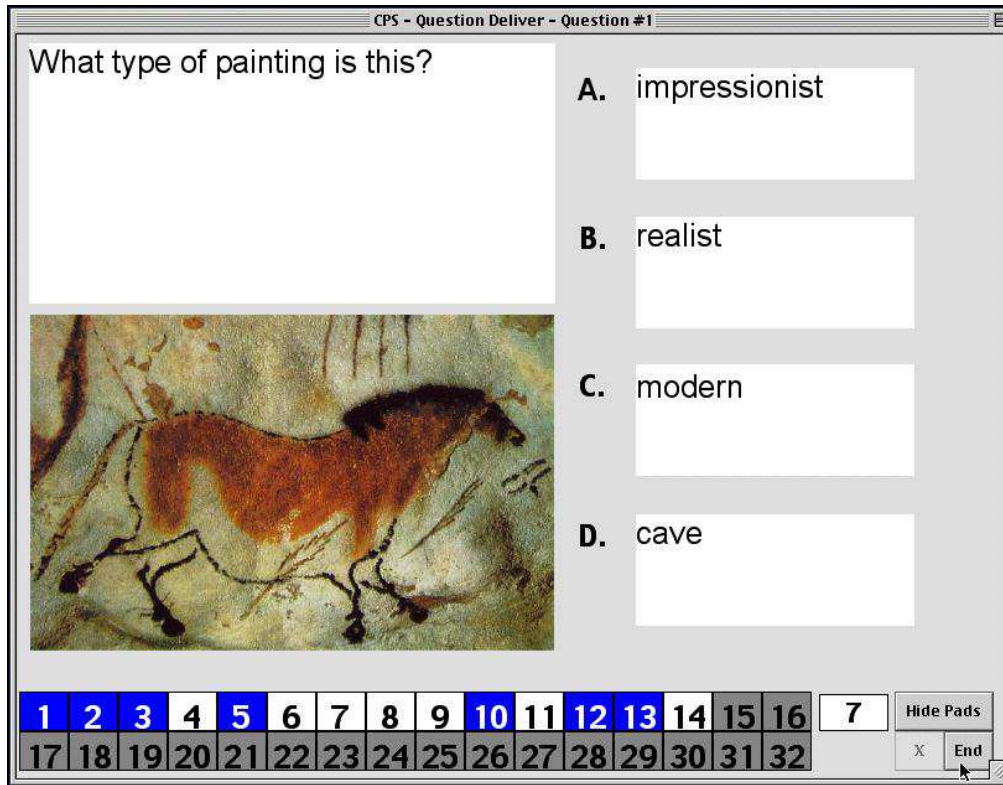 CPS - Question Deliver - Question #1
What type of painting is this?
A. impressionist
B. realist
C. modern
D. cave
1 2 3 4 5 6 7 8 9 10 11 12 13 14 15 16 7 Hide Pads
17 18 19 20 21 22 23 24 25 26 27 28 29 30 31 32 X End